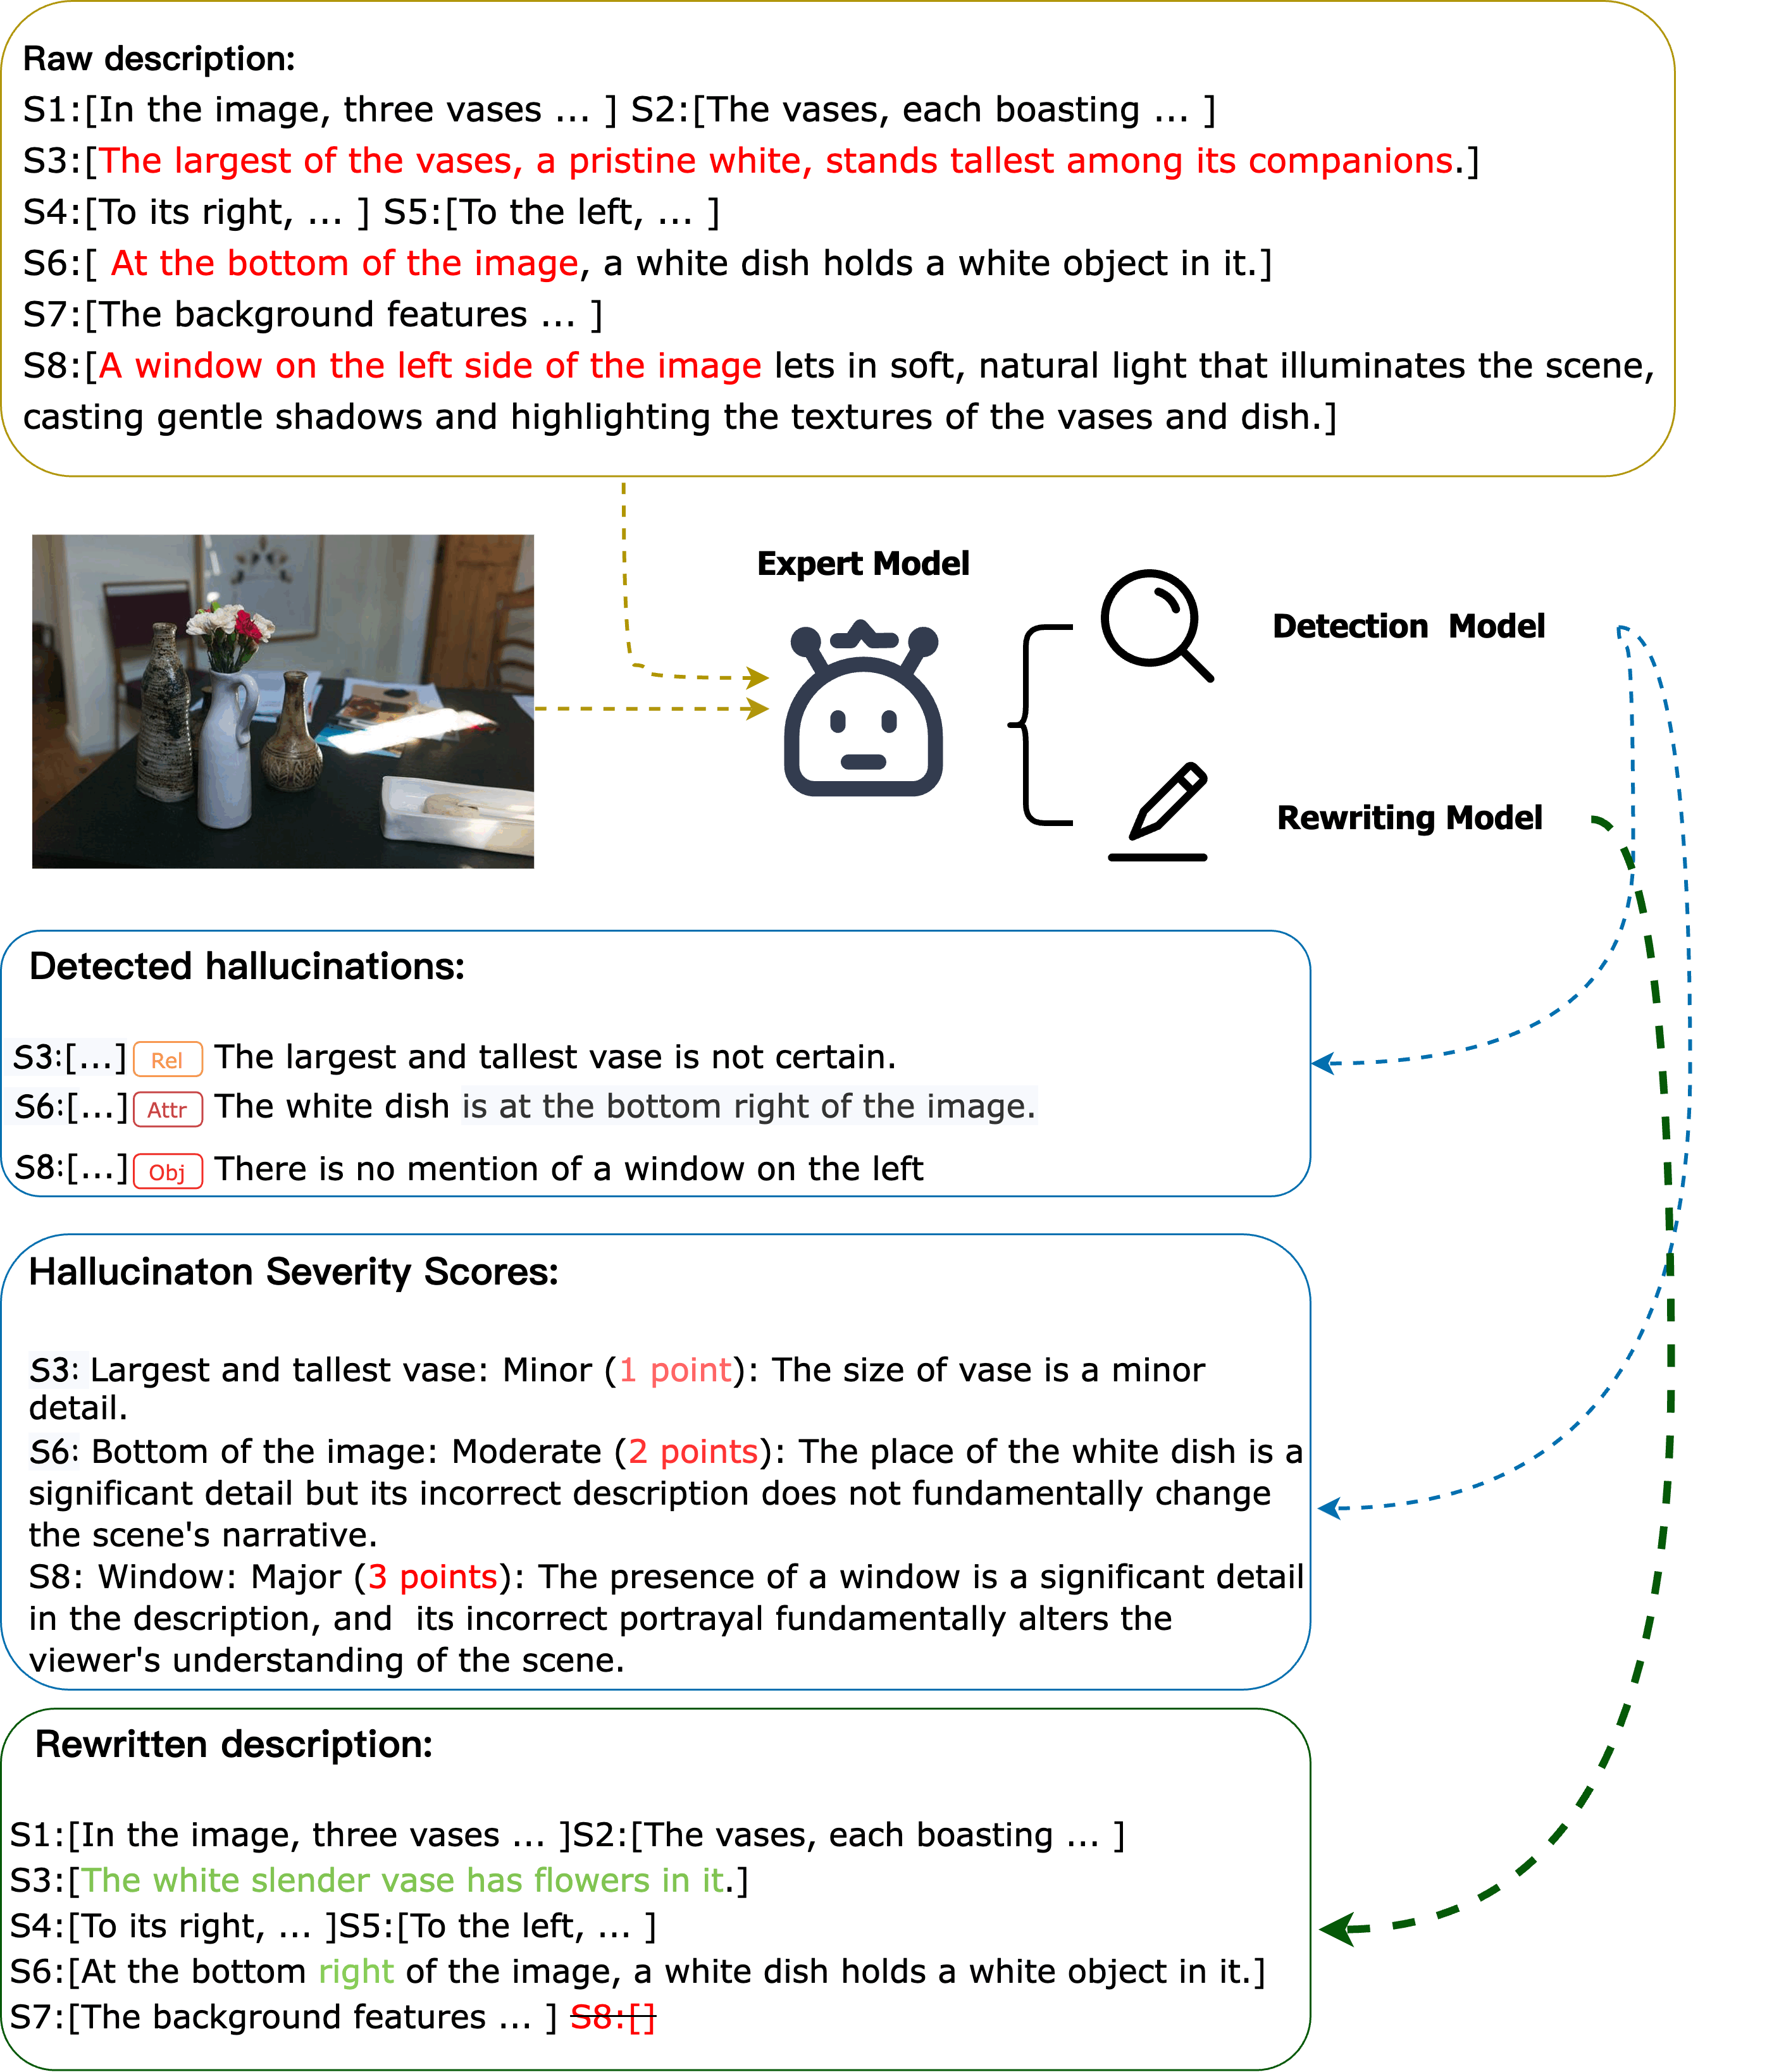 Raw description:
S1:[In the image, three vases ... ] S2:[The vases, each boasting ... ]
S3:[The largest of the vases, a pristine white, stands tallest among its companions.]
S4:[To its right, ... ] S5:[To the left, ... ]
S6:[ At the bottom of the image, a white dish holds a white object in it.]
S7:[The background features ... ]
S8:[A window on the left side of the image lets in soft, natural light that illuminates the scene,
casting gentle shadows and highlighting the textures of the vases and dish.]
Expert Model
Detection Model
Rewriting Model
Detected hallucinations:
S3:[...] Rel The largest and tallest vase is not certain.
S6:[...] Attr The white dish is at the bottom right of the image.
S8:[...] Obj There is no mention of a window on the left
Hallucinaton Severity Scores:
S3: Largest and tallest vase: Minor (1 point): The size of vase is a minor
detail.
S6: Bottom of the image: Moderate (2 points): The place of the white dish is a
significant detail but its incorrect description does not fundamentally change
the scene's narrative.
S8: Window: Major (3 points): The presence of a window is a significant detail
in the description, and its incorrect portrayal fundamentally alters the
viewer's understanding of the scene.
Rewritten description:
S1:[In the image, three vases ... ]S2:[The vases, each boasting ... ]
S3:[The white slender vase has flowers in it.]
S4:[To its right, ... ]S5:[To the left, ... ]
S6:[At the bottom right of the image, a white dish holds a white object in it.]
S7:[The background features ... ] S8:[]